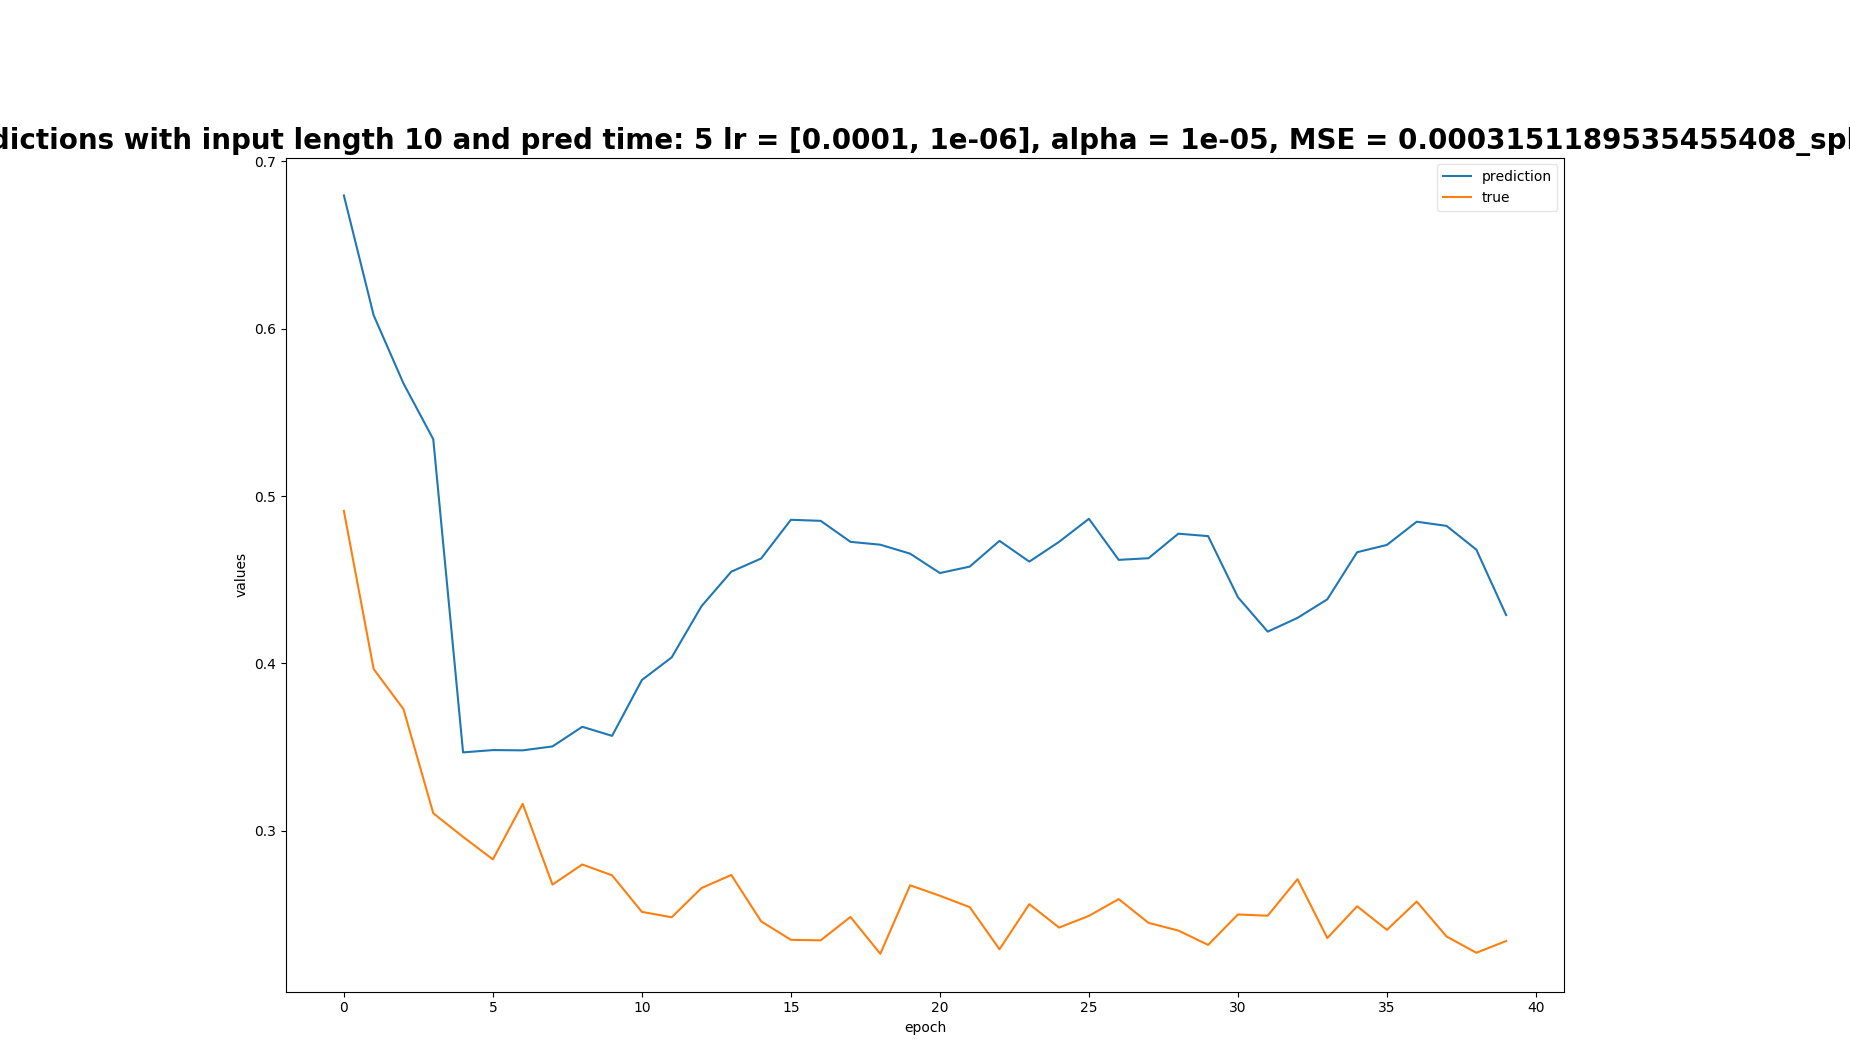 dictions with input length 10 and pred time: 5 lr = [0.0001, 1e-06], alpha = 1e-05, MSE = 0.0003151189535455408_spl
prediction
true
0.7
0.6
0.5
0.4
0.3
values
0 5 10 15 20 25 30 35 40
epoch